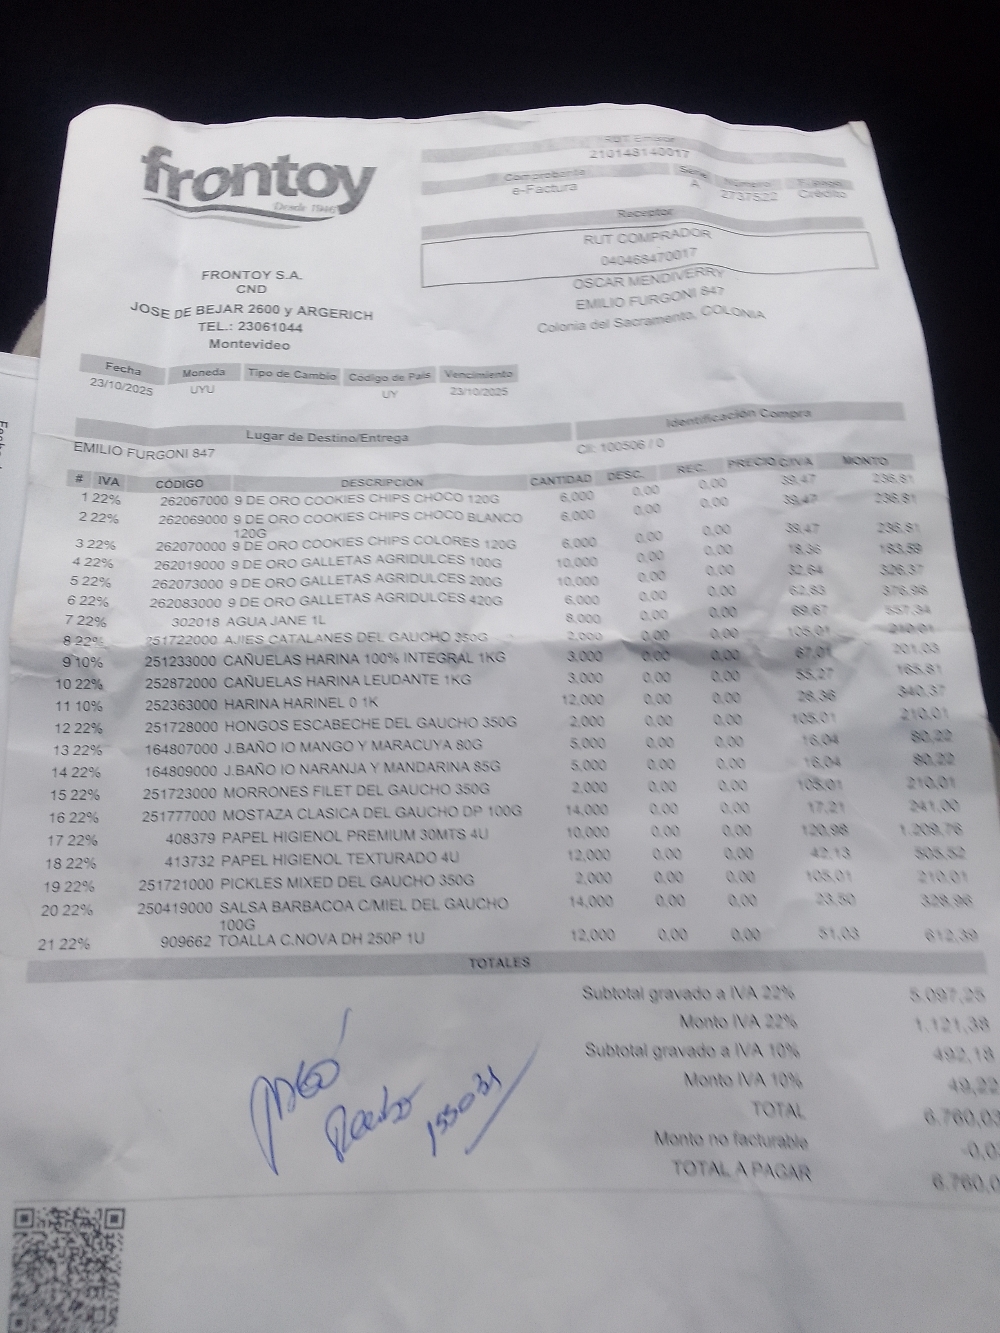 frontoy
Desde 1946
RUT Emisor
210148140017
Comprobante Serie Número T. pago
e-Factura A 2737522 Crédito
Receptor
RUT COMPRADOR
040468470017
OSCAR MENDIVERRY
EMILIO FURGONI 847
Colonia del Sacramento, COLONIA
FRONTOY S.A.
CND
JOSE DE BEJAR 2600 y ARGERICH
TEL.: 23061044
Montevideo
Fecha Moneda Tipo de Cambio Código de País Vencimiento
23/10/2025 UYU UY 23/10/2025
Lugar de Destino/Entrega Identificación Compra
EMILIO FURGONI 847 Cli: 100506 / 0
# IVA CÓDIGO DESCRIPCIÓN CANTIDAD DESC. REC. PRECIO C/IVA MONTO
1 22% 262067000 9 DE ORO COOKIES CHIPS CHOCO 120G 6,000 0,00 0,00 39,47 236,81
2 22% 262069000 9 DE ORO COOKIES CHIPS CHOCO BLANCO 6,000 0,00 0,00 39,47 236,81
120G
3 22% 262070000 9 DE ORO COOKIES CHIPS COLORES 120G 6,000 0,00 0,00 39,47 236,81
4 22% 262019000 9 DE ORO GALLETAS AGRIDULCES 100G 10,000 0,00 0,00 18,36 183,59
5 22% 262073000 9 DE ORO GALLETAS AGRIDULCES 200G 10,000 0,00 0,00 32,64 326,37
6 22% 262083000 9 DE ORO GALLETAS AGRIDULCES 420G 6,000 0,00 0,00 62,83 376,98
7 22% 302018 AGUA JANE 1L 8,000 0,00 0,00 69,67 557,34
8 22% 251722000 AJIES CATALANES DEL GAUCHO 350G 2,000 0,00 0,00 105,01 210,01
9 10% 251233000 CAÑUELAS HARINA 100% INTEGRAL 1KG 3,000 0,00 0,00 67,01 201,03
10 22% 252872000 CAÑUELAS HARINA LEUDANTE 1KG 3,000 0,00 0,00 55,27 165,81
11 10% 252363000 HARINA HARINEL 0 1K 12,000 0,00 0,00 28,36 340,37
12 22% 251728000 HONGOS ESCABECHE DEL GAUCHO 350G 2,000 0,00 0,00 105,01 210,01
13 22% 164807000 J.BAÑO IO MANGO Y MARACUYA 80G 5,000 0,00 0,00 16,04 80,22
14 22% 164809000 J.BAÑO IO NARANJA Y MANDARINA 85G 5,000 0,00 0,00 16,04 80,22
15 22% 251723000 MORRONES FILET DEL GAUCHO 350G 2,000 0,00 0,00 105,01 210,01
16 22% 251777000 MOSTAZA CLASICA DEL GAUCHO DP 100G 14,000 0,00 0,00 17,21 241,00
17 22% 408379 PAPEL HIGIENOL PREMIUM 30MTS 4U 10,000 0,00 0,00 120,98 1.209,76
18 22% 413732 PAPEL HIGIENOL TEXTURADO 4U 12,000 0,00 0,00 42,13 505,52
19 22% 251721000 PICKLES MIXED DEL GAUCHO 350G 2,000 0,00 0,00 105,01 210,01
20 22% 250419000 SALSA BARBACOA C/MIEL DEL GAUCHO 14,000 0,00 0,00 23,50 328,96
100G
21 22% 909662 TOALLA C.NOVA DH 250P 1U 12,000 0,00 0,00 51,03 612,39
TOTALES
Subtotal gravado a IVA 22% 5.097,25
Monto IVA 22% 1.121,38
Subtotal gravado a IVA 10% 492,18
Monto IVA 10% 49,22
TOTAL 6.760,03
Monto no facturable -0,0
TOTAL A PAGAR 6.760,0